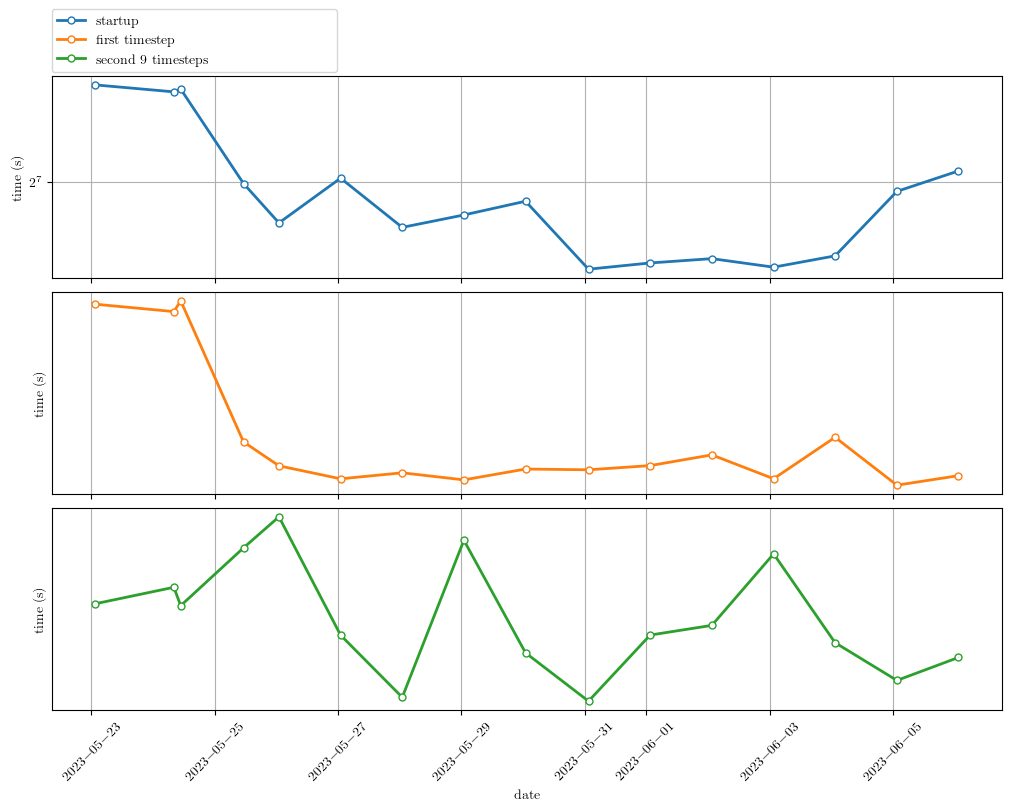 startup
first timestep
second 9 timesteps
time (s)
2⁷
time (s)
time (s)
2023−05−23
2023−05−25
2023−05−27
2023−05−29
2023−05−31
2023−06−01
2023−06−03
2023−06−05
date